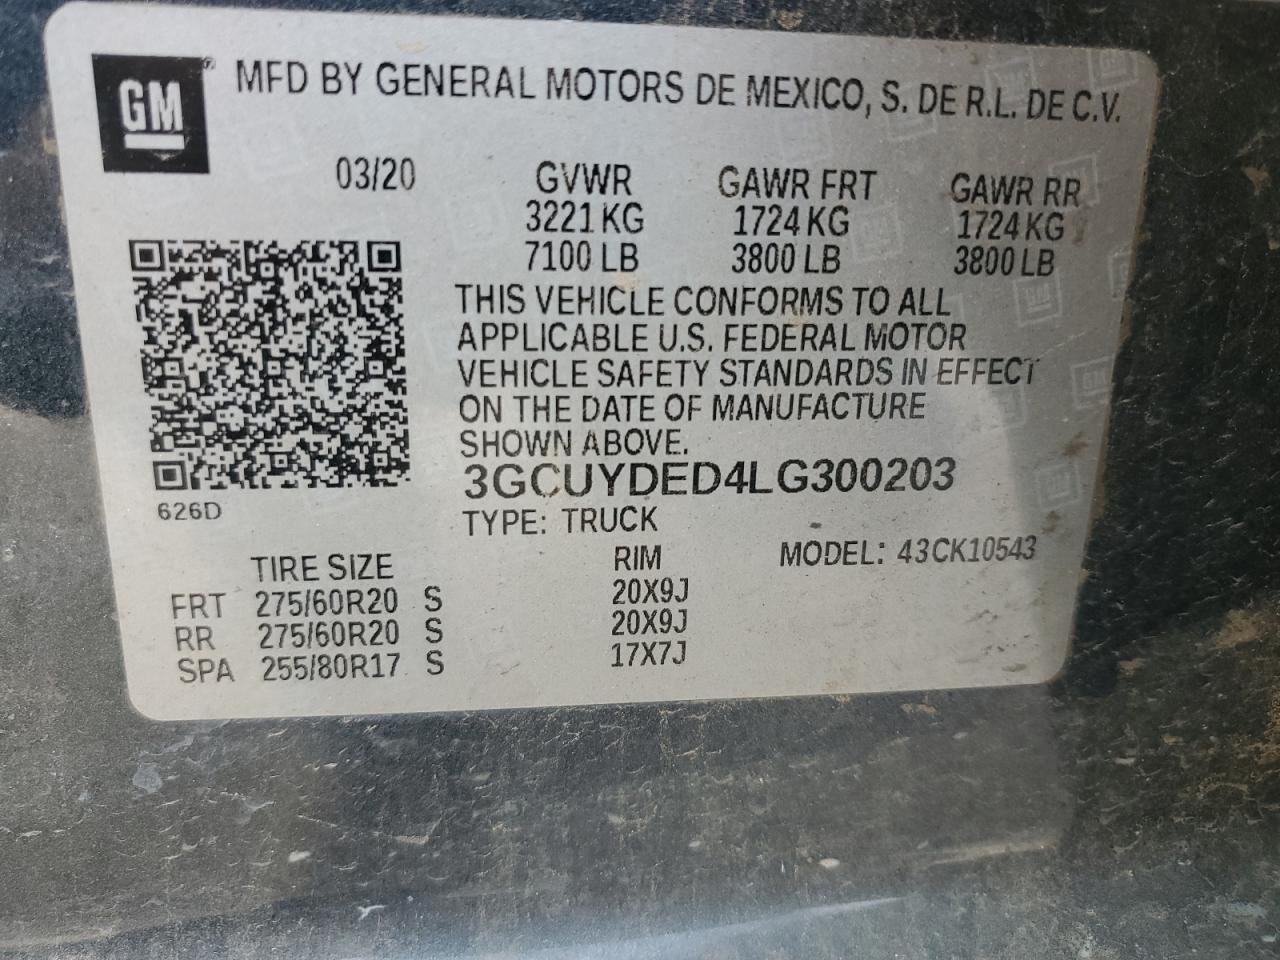 GM® MFD BY GENERAL MOTORS DE MEXICO, S. DE R.L. DE C.V.
03/20 GVWR GAWR FRT GAWR RR
3221 KG 1724 KG 1724 KG
7100 LB 3800 LB 3800 LB
THIS VEHICLE CONFORMS TO ALL
APPLICABLE U.S. FEDERAL MOTOR
VEHICLE SAFETY STANDARDS IN EFFECT
ON THE DATE OF MANUFACTURE
SHOWN ABOVE.
3GCUYDED4LG300203
626D
TYPE: TRUCK
MODEL: 43CK10543
TIRE SIZE RIM
FRT 275/60R20 S 20X9J
RR 275/60R20 S 20X9J
SPA 255/80R17 S 17X7J